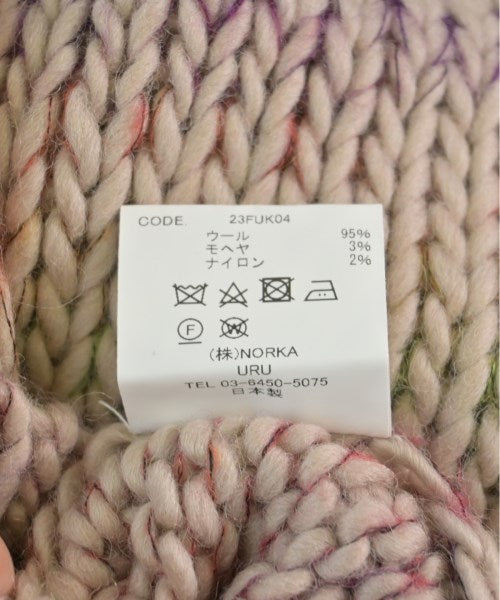 CODE. 23FUK04
ウール 95%
モヘヤ 3%
ナイロン 2%
F W
(株)NORKA
URU
TEL 03-6450-5075
日本製